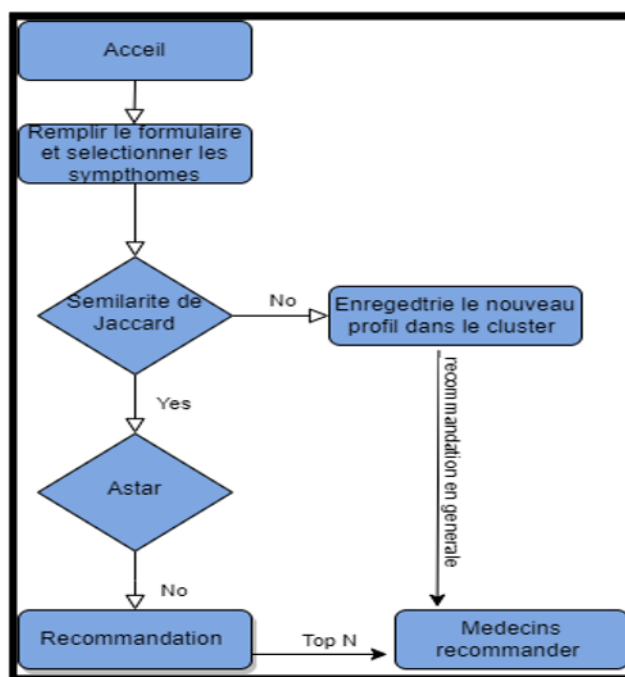 Acceil
Remplir le formulaire
et selectionner les
sympthomes
Semilarite de
Jaccard
No
Enregedtrie le nouveau
profil dans le cluster
Yes
recommandation en generale
Astar
No
Recommandation
Top N
Medecins
recommander